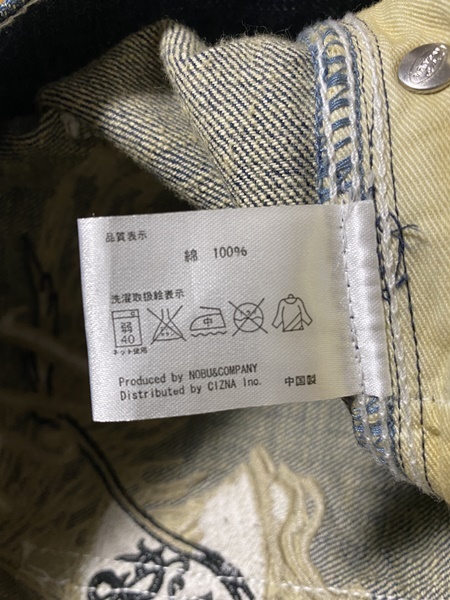 品質表示
綿 100%
洗濯取扱絵表示
弱 中
40
ネット使用
Produced by NOBU&COMPANY
Distributed by CIZNA Inc. 中国製